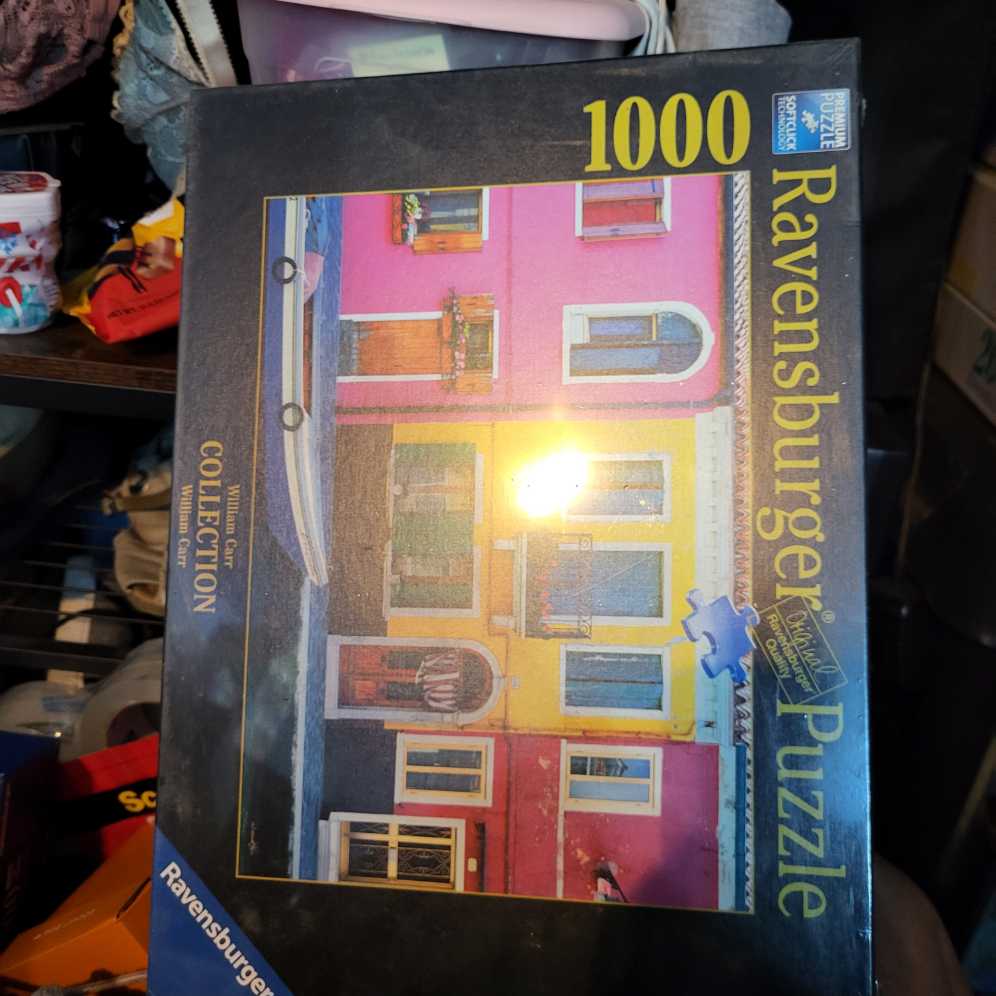 1000
PREMIUM
PUZZLE
SOFTCLICK
TECHNOLOGY
Ravensburger® Puzzle
Original
Ravensburger
Quality
William Carr
COLLECTION
William Carr
Ravensburger